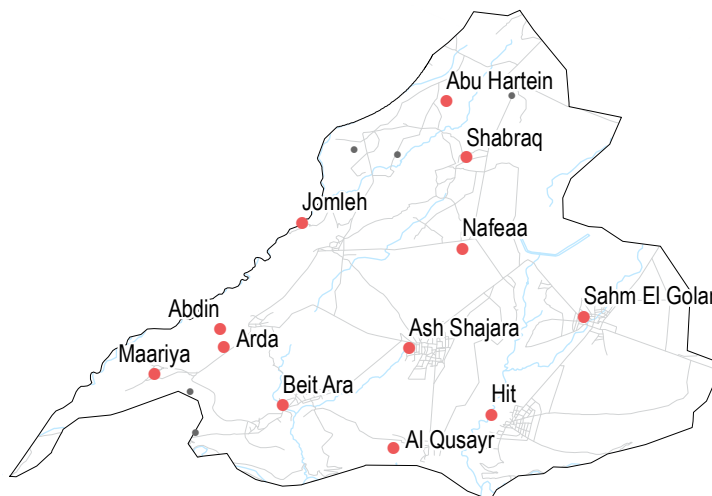 Abu Hartein
Shabraq
Jomleh
Nafeaa
Sahm El Golan
Abdin
Arda
Ash Shajara
Maariya
Beit Ara
Hit
Al Qusayr